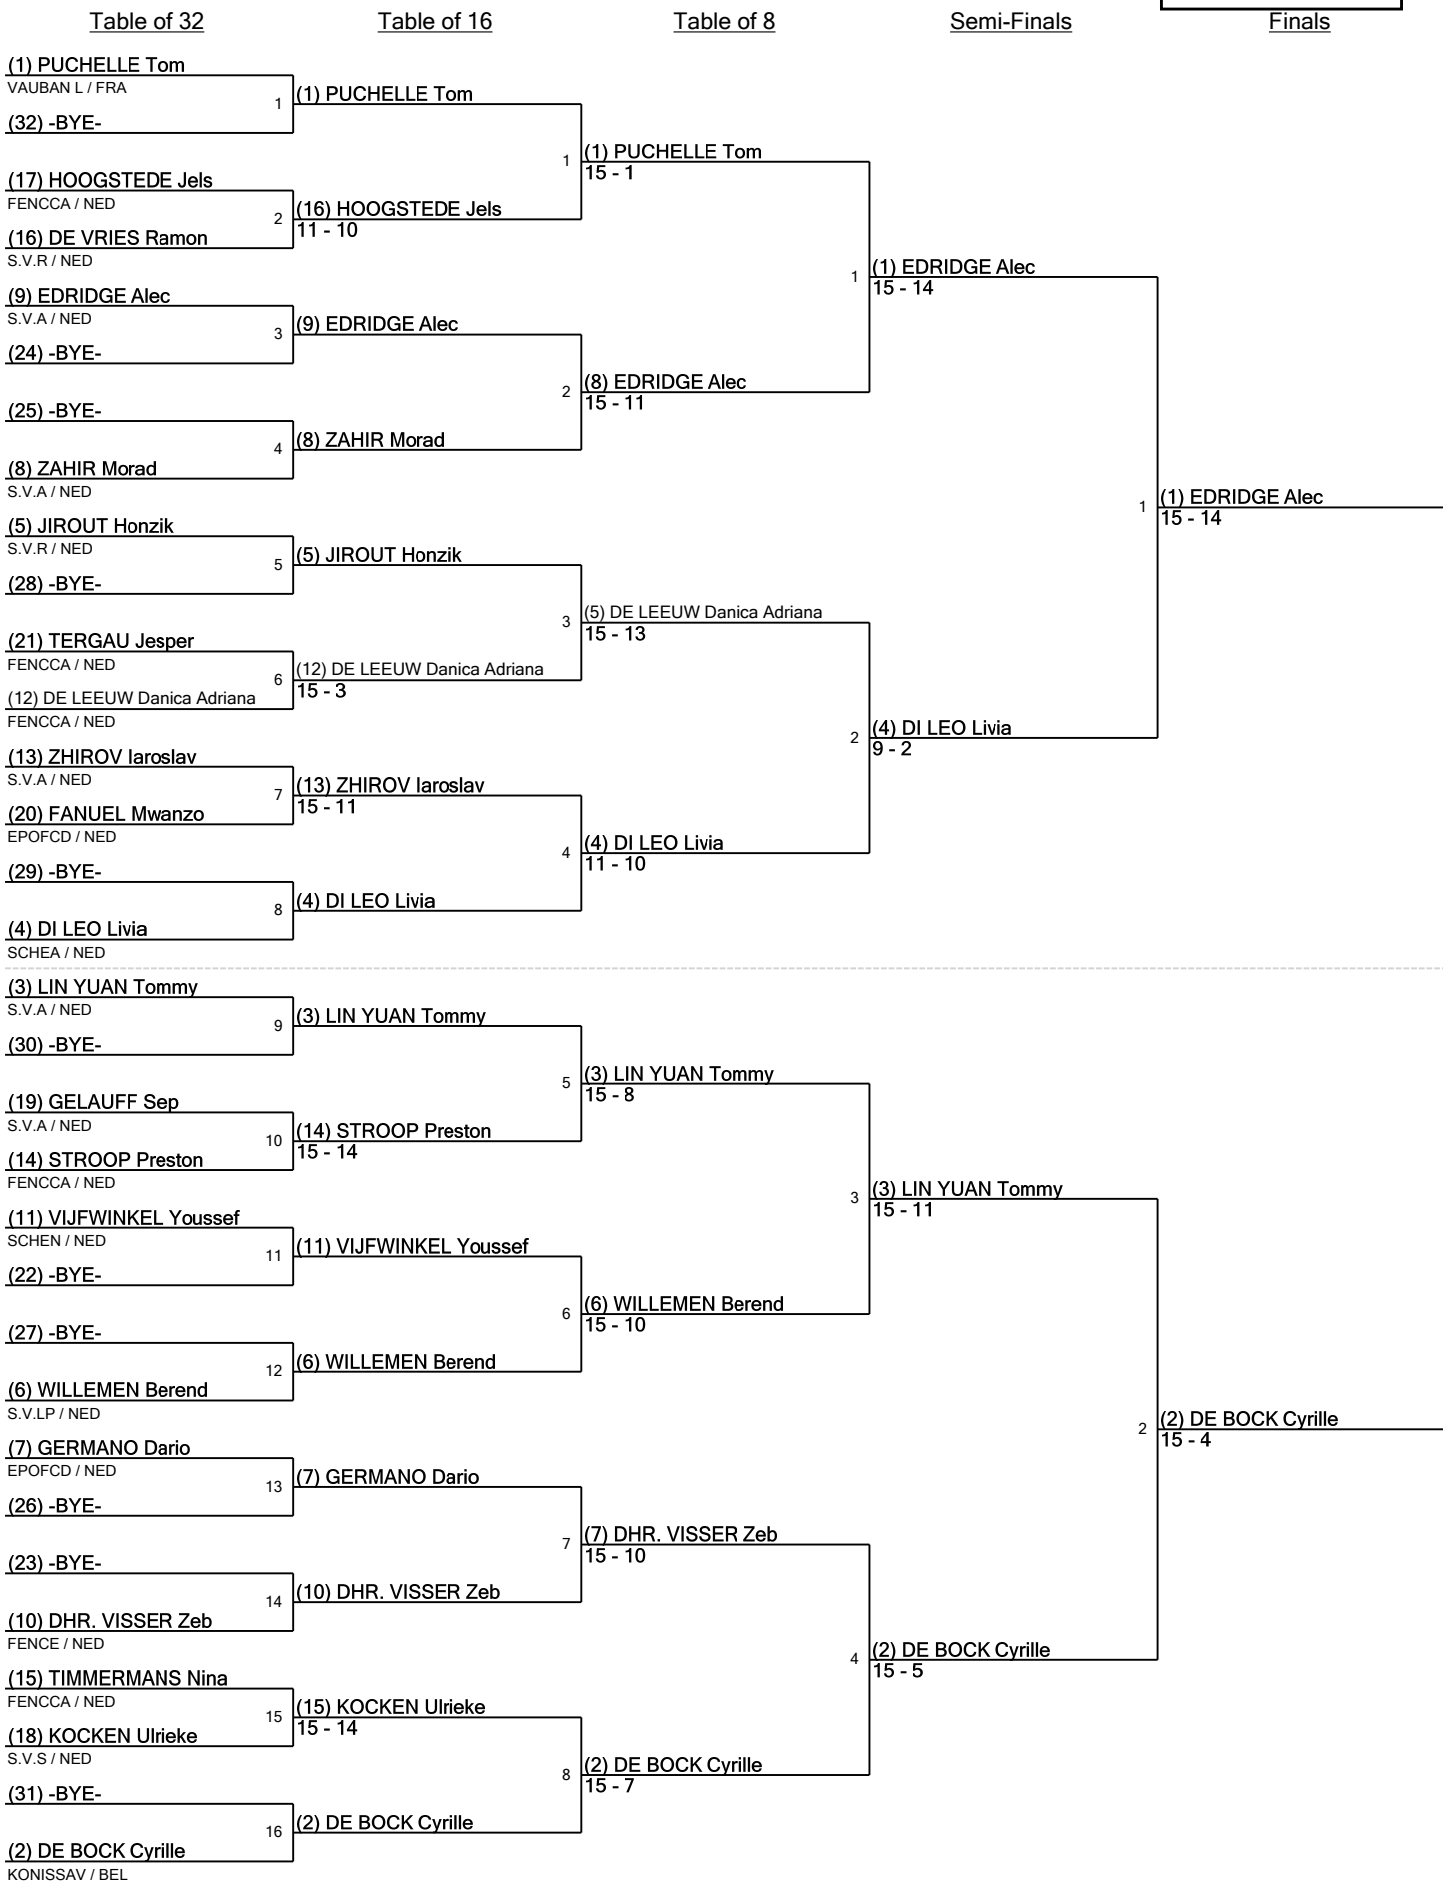 Table of 32
Table of 16
Table of 8
Semi-Finals
Finals
(1) PUCHELLE Tom
VAUBAN L / FRA
1
(32) -BYE-
(17) HOOGSTEDE Jels
FENCCA / NED
2
(16) DE VRIES Ramon
S.V.R / NED
(9) EDRIDGE Alec
S.V.A / NED
3
(24) -BYE-
(25) -BYE-
4
(8) ZAHIR Morad
S.V.A / NED
(5) JIROUT Honzik
S.V.R / NED
5
(28) -BYE-
(21) TERGAU Jesper
FENCCA / NED
6
(12) DE LEEUW Danica Adriana
FENCCA / NED
(13) ZHIROV Iaroslav
S.V.A / NED
7
(20) FANUEL Mwanzo
EPOFCD / NED
(29) -BYE-
8
(4) DI LEO Livia
SCHEA / NED
(3) LIN YUAN Tommy
S.V.A / NED
9
(30) -BYE-
(19) GELAUFF Sep
S.V.A / NED
10
(14) STROOP Preston
FENCCA / NED
(11) VIJFWINKEL Youssef
SCHEN / NED
11
(22) -BYE-
(27) -BYE-
12
(6) WILLEMEN Berend
S.V.LP / NED
(7) GERMANO Dario
EPOFCD / NED
13
(26) -BYE-
(23) -BYE-
14
(10) DHR. VISSER Zeb
FENCE / NED
(15) TIMMERMANS Nina
FENCCA / NED
15
(18) KOCKEN Ulrieke
S.V.S / NED
(31) -BYE-
16
(2) DE BOCK Cyrille
KONISSAV / BEL
(1) PUCHELLE Tom
1
(16) HOOGSTEDE Jels
11 - 10
(9) EDRIDGE Alec
2
(8) ZAHIR Morad
(5) JIROUT Honzik
3
(12) DE LEEUW Danica Adriana
15 - 3
(13) ZHIROV Iaroslav
15 - 11
4
(4) DI LEO Livia
(3) LIN YUAN Tommy
5
(14) STROOP Preston
15 - 14
(11) VIJFWINKEL Youssef
6
(6) WILLEMEN Berend
(7) GERMANO Dario
7
(10) DHR. VISSER Zeb
(15) KOCKEN Ulrieke
15 - 14
8
(2) DE BOCK Cyrille
(1) PUCHELLE Tom
15 - 1
1
(8) EDRIDGE Alec
15 - 11
(5) DE LEEUW Danica Adriana
15 - 13
2
(4) DI LEO Livia
11 - 10
(3) LIN YUAN Tommy
15 - 8
3
(6) WILLEMEN Berend
15 - 10
(7) DHR. VISSER Zeb
15 - 10
4
(2) DE BOCK Cyrille
15 - 7
(1) EDRIDGE Alec
15 - 14
1
(4) DI LEO Livia
9 - 2
(3) LIN YUAN Tommy
15 - 11
2
(2) DE BOCK Cyrille
15 - 5
(1) EDRIDGE Alec
15 - 14
(2) DE BOCK Cyrille
15 - 4